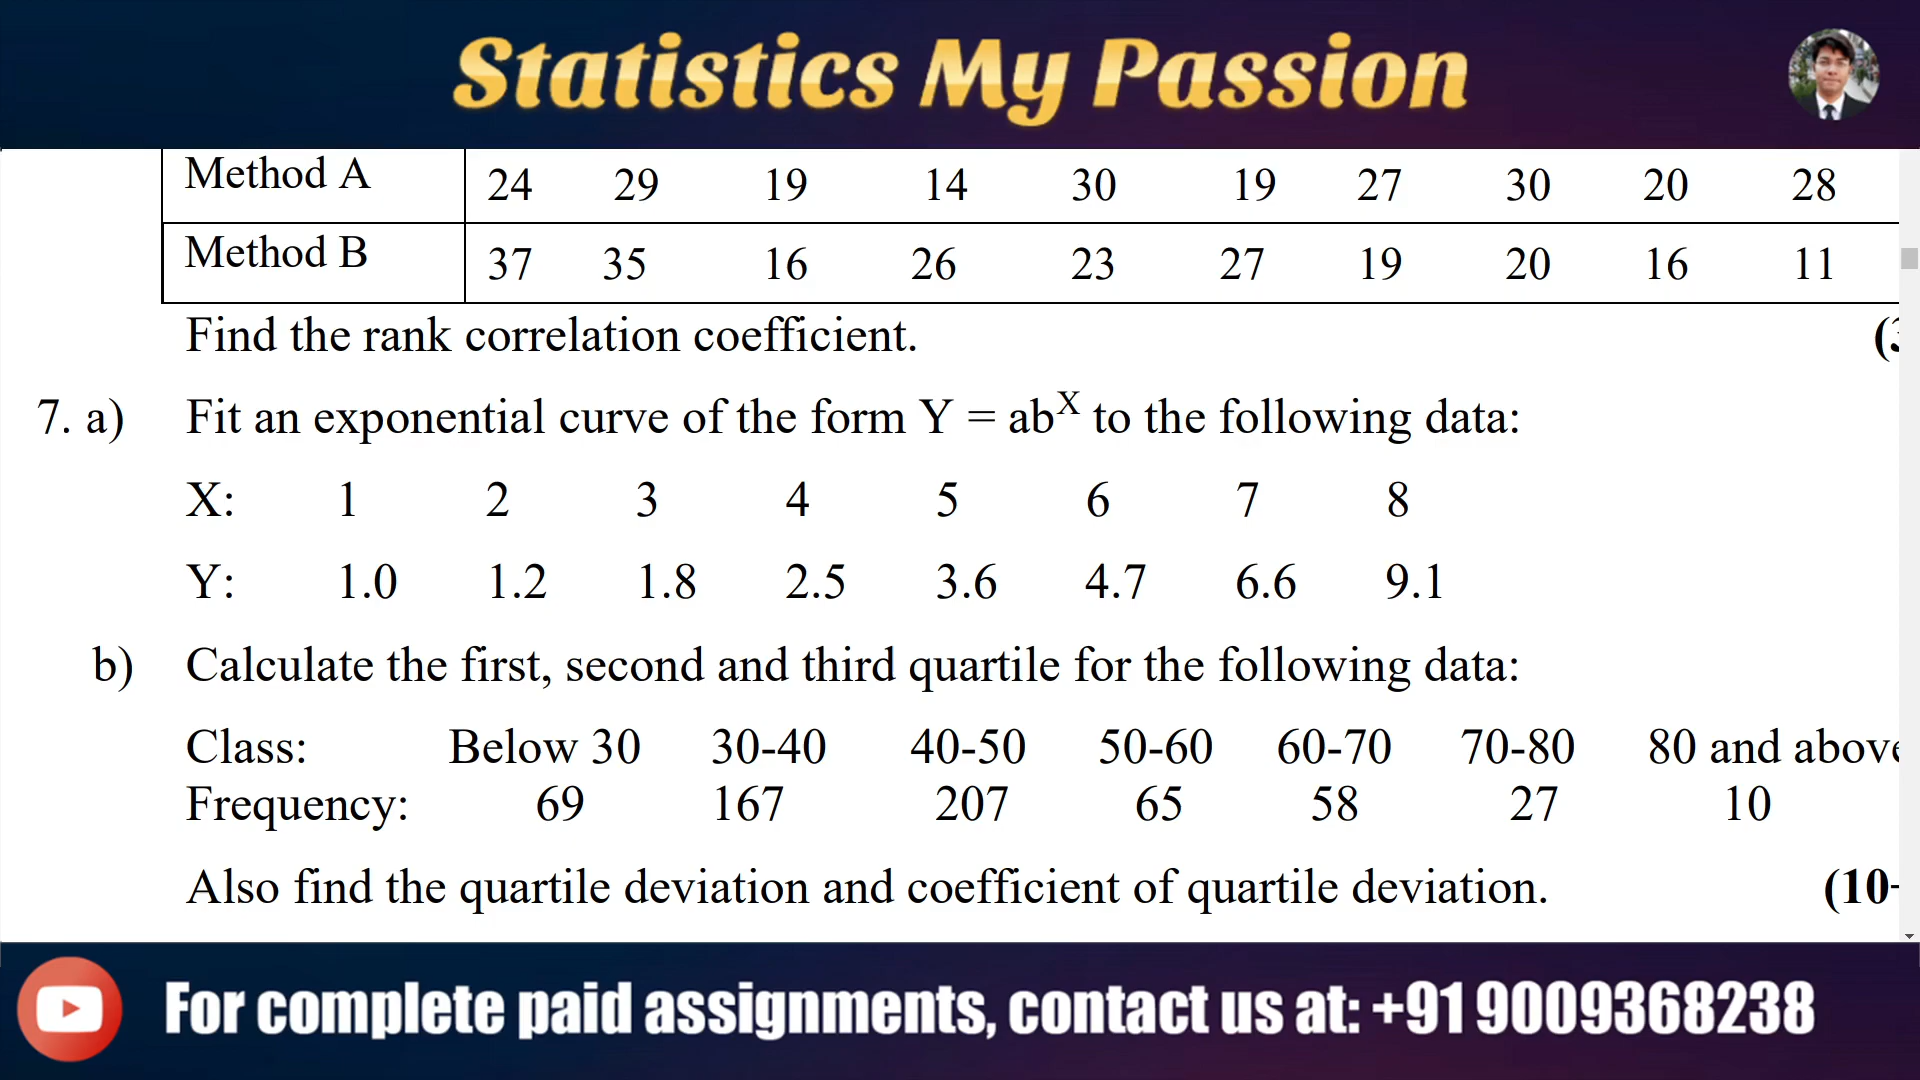 Statistics My Passion
Method A 24 29 19 14 30 19 27 30 20 28
Method B 37 35 16 26 23 27 19 20 16 11
Find the rank correlation coefficient. (3
7. a) Fit an exponential curve of the form Y = abˣ to the following data:
X: 1 2 3 4 5 6 7 8
Y: 1.0 1.2 1.8 2.5 3.6 4.7 6.6 9.1
b) Calculate the first, second and third quartile for the following data:
Class: Below 30 30-40 40-50 50-60 60-70 70-80 80 and above
Frequency: 69 167 207 65 58 27 10
Also find the quartile deviation and coefficient of quartile deviation. (10-
For complete paid assignments, contact us at: +91 9009368238